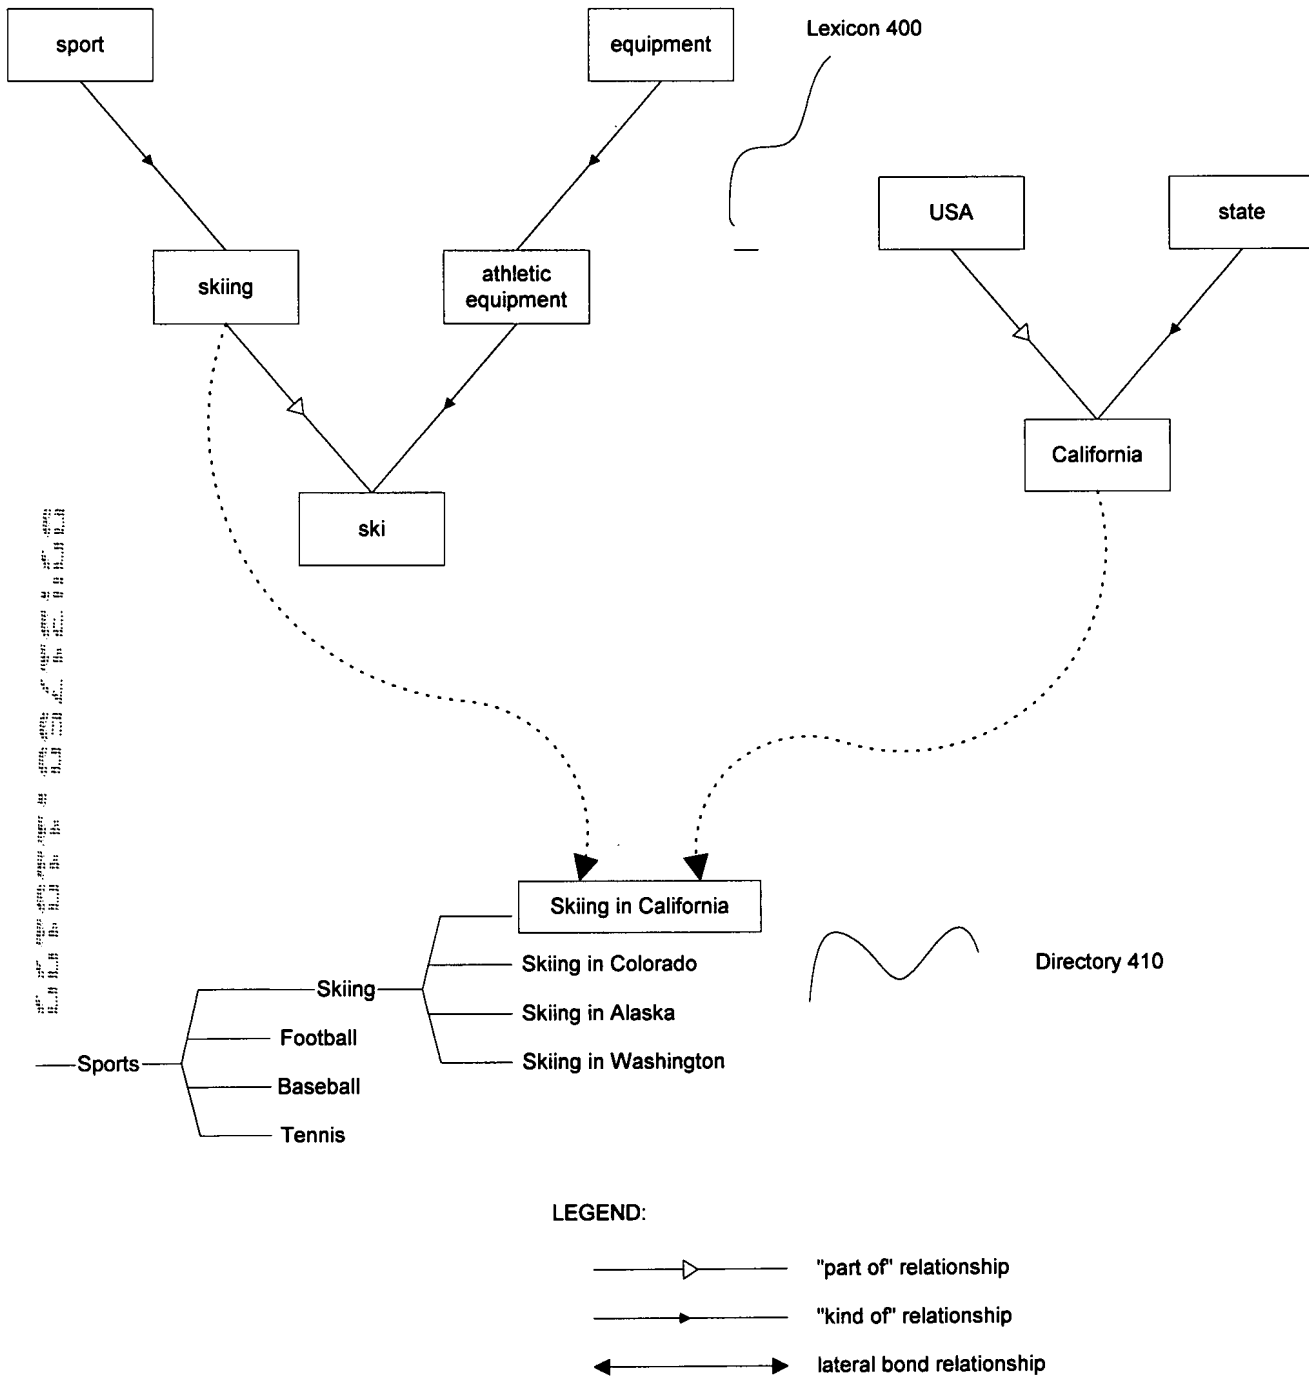 sport
equipment
Lexicon 400
USA
state
skiing
athletic
equipment
California
ski
Skiing in California
Skiing in Colorado
Directory 410
Skiing
Skiing in Alaska
Football
Skiing in Washington
Sports
Baseball
Tennis
LEGEND:
"part of" relationship
"kind of" relationship
lateral bond relationship